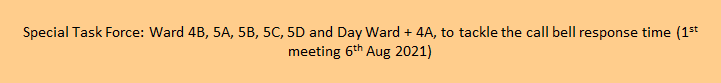 Special Task Force: Ward 4B, 5A, 5B, 5C, 5D and Day Ward + 4A, to tackle the call bell response time (1st
meeting 6th Aug 2021)